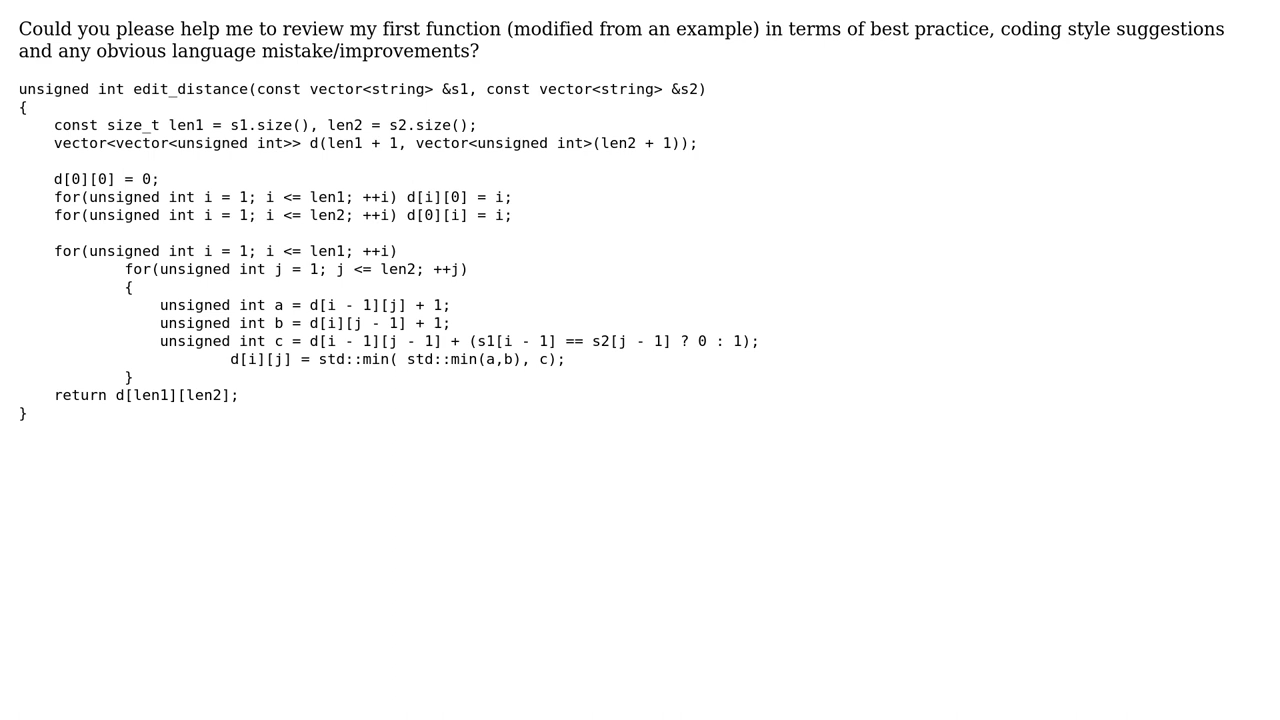 Could you please help me to review my first function (modified from an example) in terms of best practice, coding style suggestions
and any obvious language mistake/improvements?
unsigned int edit_distance(const vector<string> &s1, const vector<string> &s2)
{
    const size_t len1 = s1.size(), len2 = s2.size();
    vector<vector<unsigned int>> d(len1 + 1, vector<unsigned int>(len2 + 1));

    d[0][0] = 0;
    for(unsigned int i = 1; i <= len1; ++i) d[i][0] = i;
    for(unsigned int i = 1; i <= len2; ++i) d[0][i] = i;

    for(unsigned int i = 1; i <= len1; ++i)
            for(unsigned int j = 1; j <= len2; ++j)
            {
                unsigned int a = d[i - 1][j] + 1;
                unsigned int b = d[i][j - 1] + 1;
                unsigned int c = d[i - 1][j - 1] + (s1[i - 1] == s2[j - 1] ? 0 : 1);
                        d[i][j] = std::min( std::min(a,b), c);
            }
    return d[len1][len2];
}